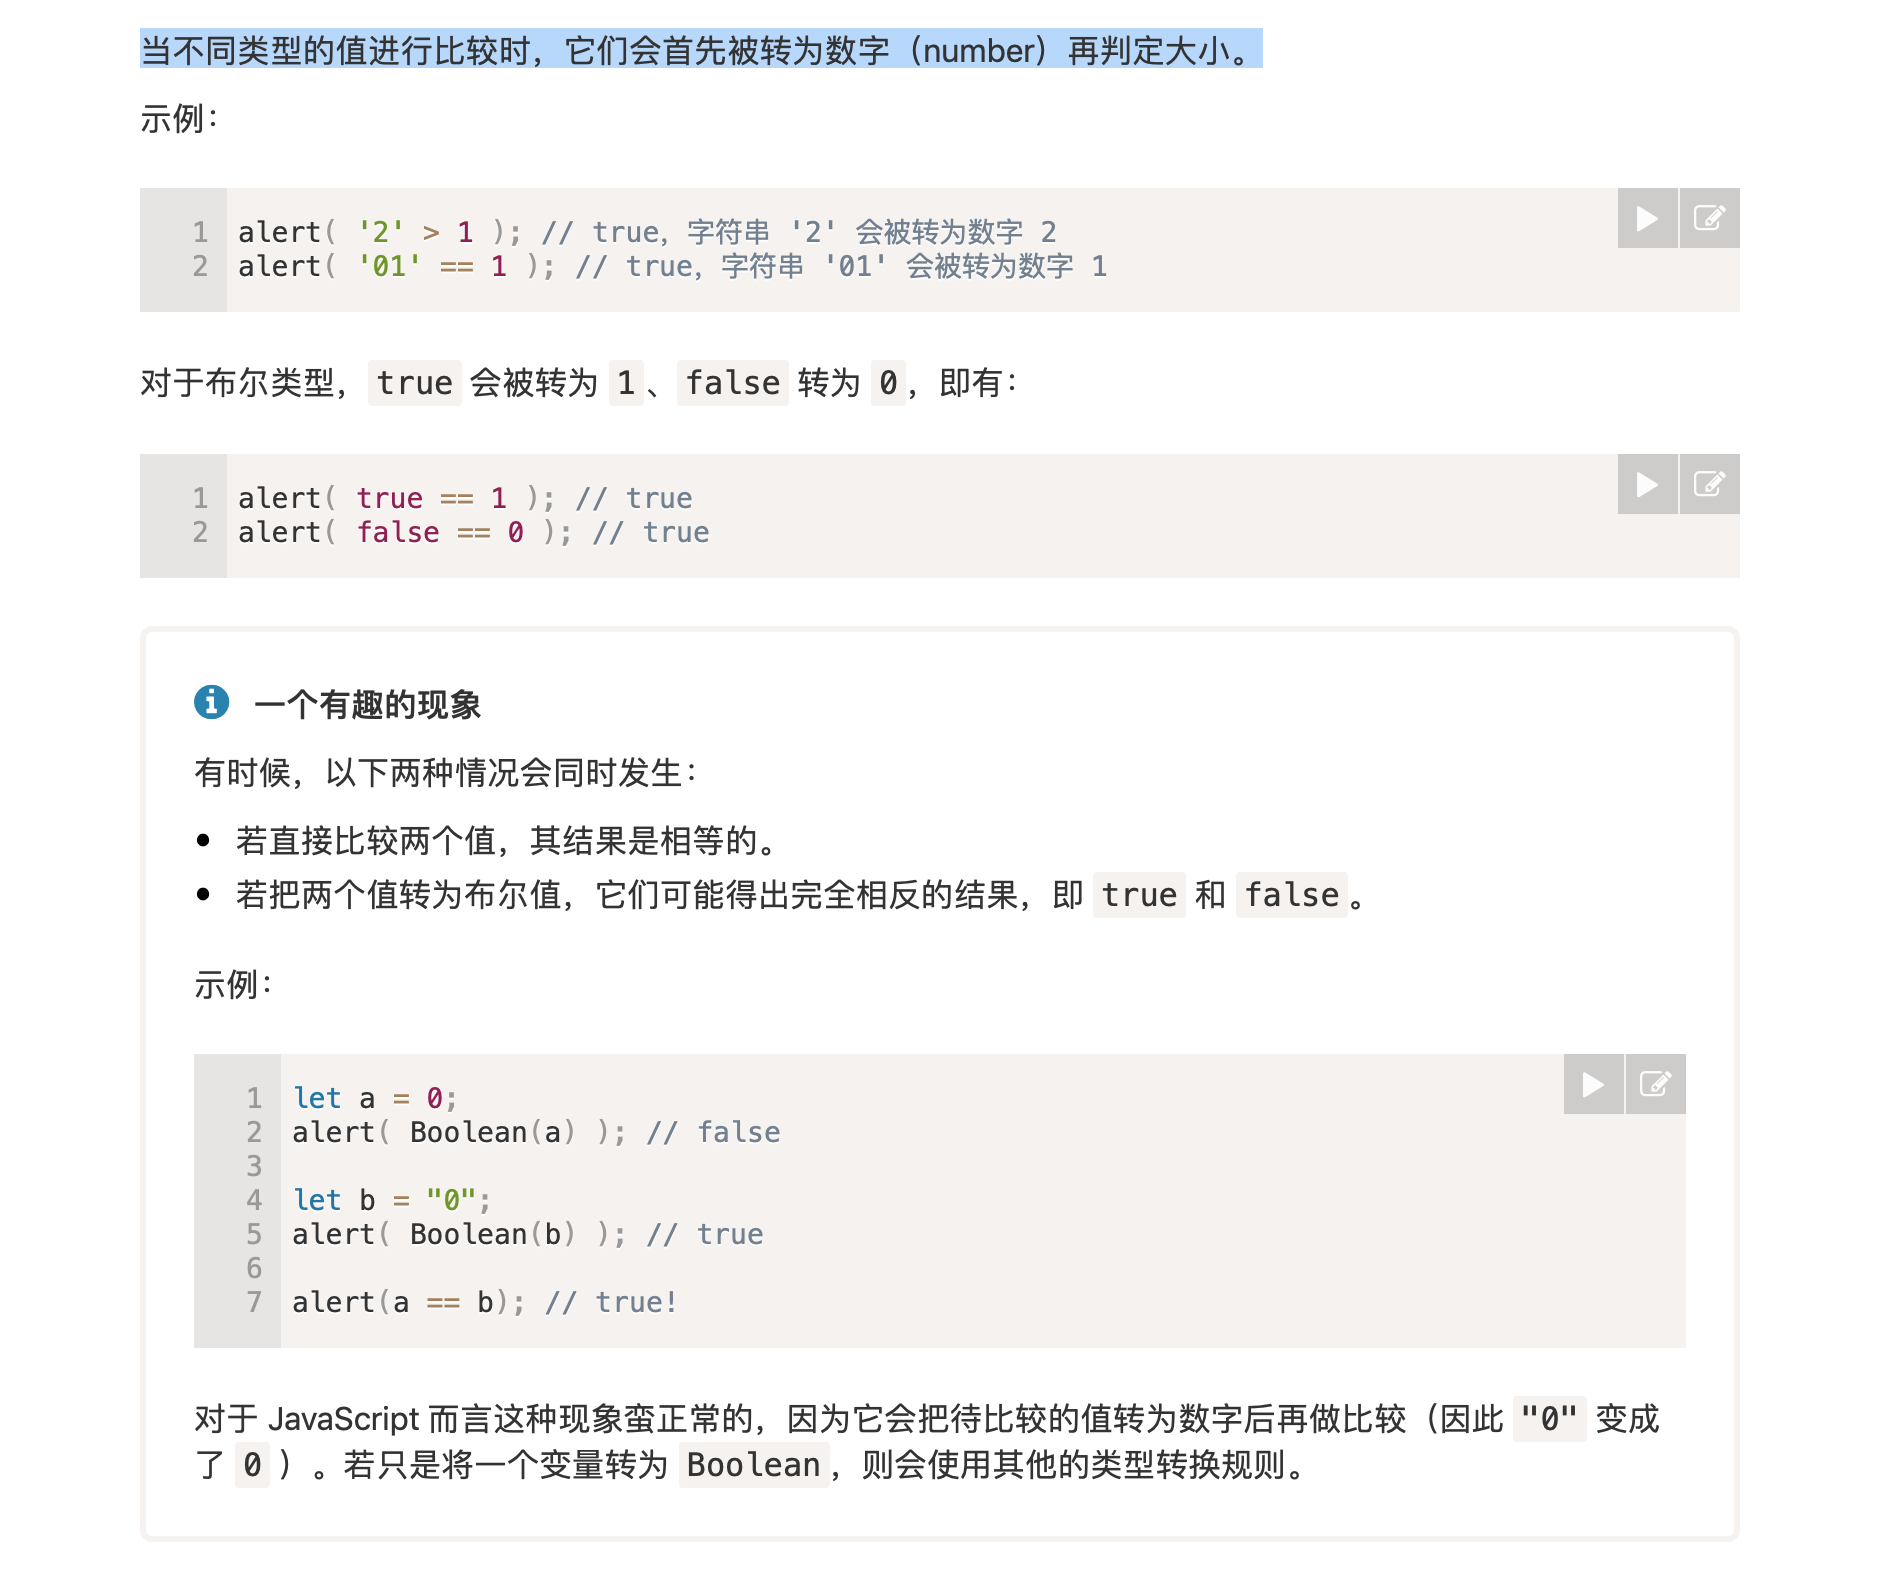 当不同类型的值进行比较时，它们会首先被转为数字（number）再判定大小。
示例：
1 alert( '2' > 1 ); // true，字符串 '2' 会被转为数字 2
2 alert( '01' == 1 ); // true，字符串 '01' 会被转为数字 1
对于布尔类型，true 会被转为 1、false 转为 0，即有：
1 alert( true == 1 ); // true
2 alert( false == 0 ); // true
一个有趣的现象
有时候，以下两种情况会同时发生：
• 若直接比较两个值，其结果是相等的。
• 若把两个值转为布尔值，它们可能得出完全相反的结果，即 true 和 false。
示例：
1 let a = 0;
2 alert( Boolean(a) ); // false
3
4 let b = "0";
5 alert( Boolean(b) ); // true
6
7 alert(a == b); // true!
对于 JavaScript 而言这种现象蛮正常的，因为它会把待比较的值转为数字后再做比较（因此 "0" 变成
了 0 ）。若只是将一个变量转为 Boolean，则会使用其他的类型转换规则。